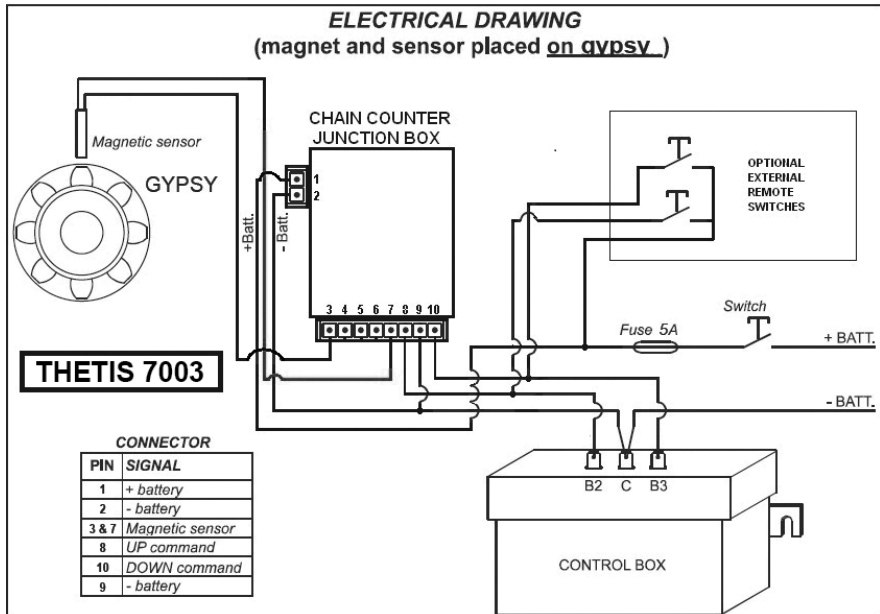 ELECTRICAL DRAWING
(magnet and sensor placed on gypsy )
Magnetic sensor
GYPSY
CHAIN COUNTER
JUNCTION BOX
1
2
+Batt.
- Batt.
3 4 5 6 7 8 9 10
OPTIONAL
EXTERNAL
REMOTE
SWITCHES
Fuse 5A
Switch
+ BATT.
- BATT.
THETIS 7003
CONNECTOR
PIN SIGNAL
1 + battery
2 - battery
3 & 7 Magnetic sensor
8 UP command
10 DOWN command
9 - battery
B2 C B3
CONTROL BOX